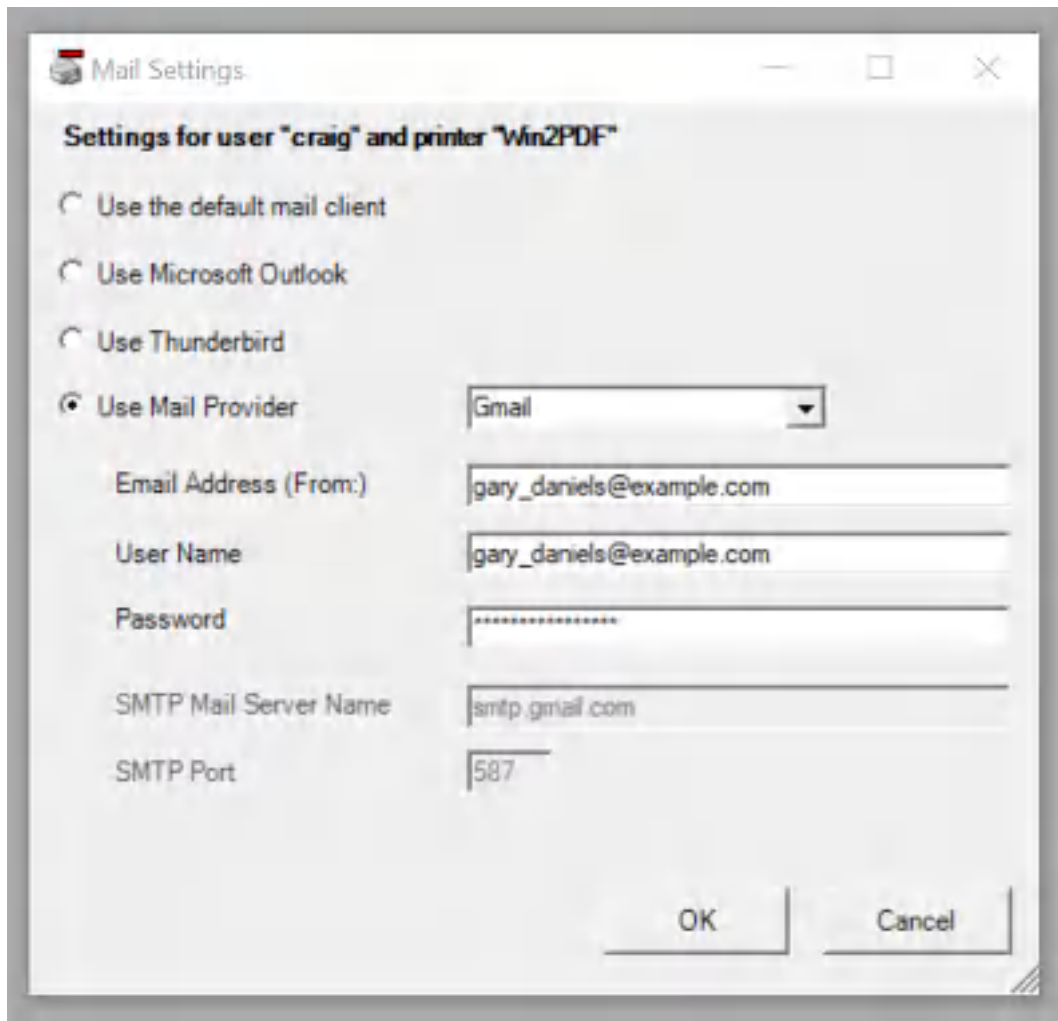 Mail Settings
Settings for user "craig" and printer "Win2PDF"
Use the default mail client
Use Microsoft Outlook
Use Thunderbird
Use Mail Provider Gmail
Email Address (From:) gary_daniels@example.com
User Name gary_daniels@example.com
Password ****************
SMTP Mail Server Name smtp.gmail.com
SMTP Port 587
OK Cancel